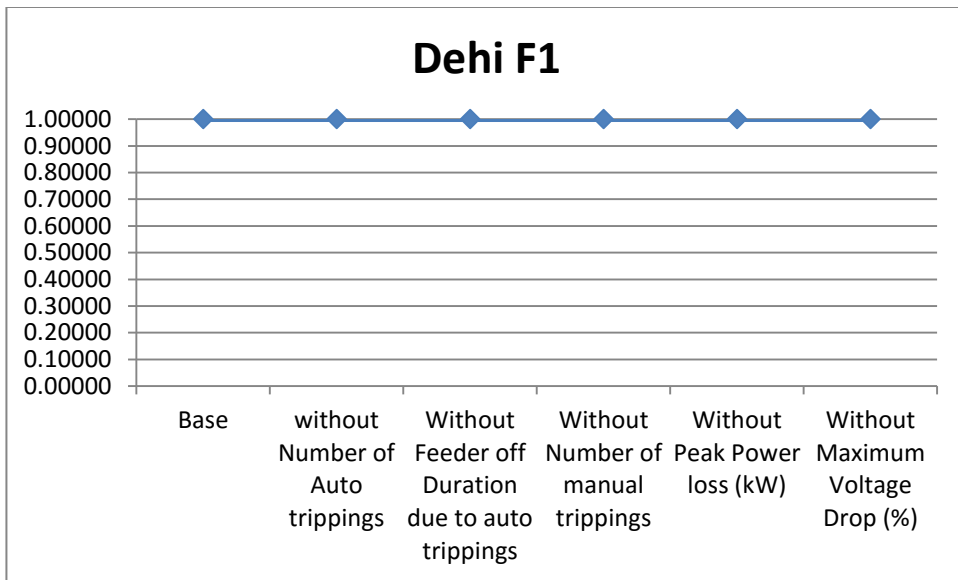 Dehi F1
1.00000
0.90000
0.80000
0.70000
0.60000
0.50000
0.40000
0.30000
0.20000
0.10000
0.00000
Base
without
Number of
Auto
trippings
Without
Feeder off
Duration
due to auto
trippings
Without
Number of
manual
trippings
Without
Peak Power
loss (kW)
Without
Maximum
Voltage
Drop (%)